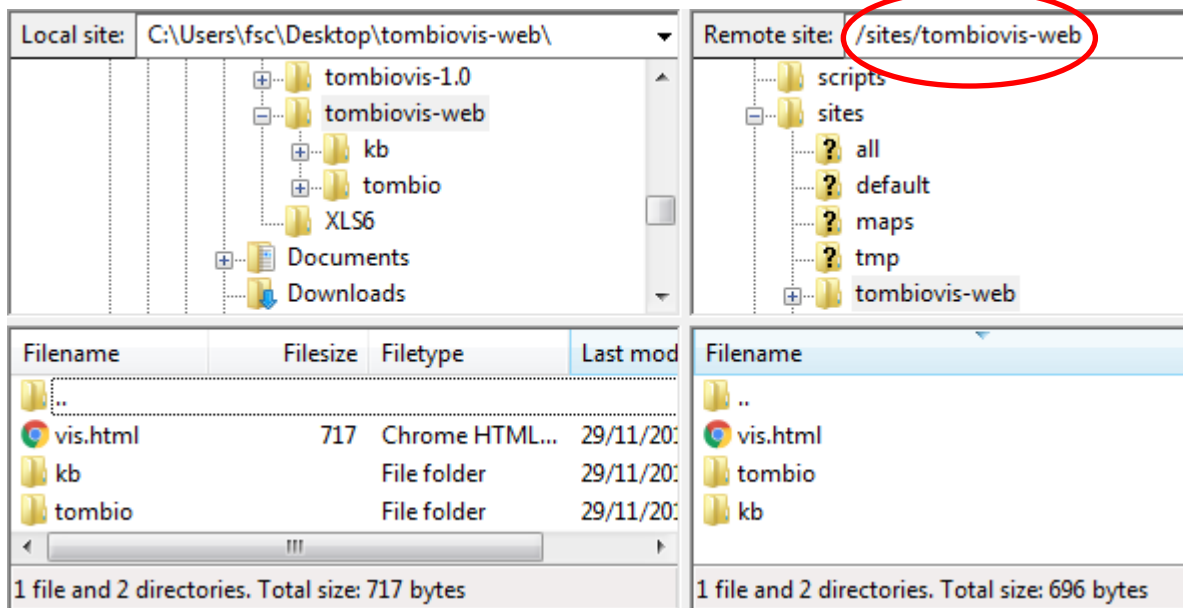 Local site: C:\Users\fsc\Desktop\tombiovis-web\
tombiovis-1.0
tombiovis-web
kb
tombio
XLS6
Documents
Downloads
Remote site: /sites/tombiovis-web
scripts
sites
? all
? default
? maps
? tmp
tombiovis-web
Filename Filesize Filetype Last mod
..
vis.html 717 Chrome HTML... 29/11/201
kb File folder 29/11/201
tombio File folder 29/11/201
1 file and 2 directories. Total size: 717 bytes
Filename
..
vis.html
tombio
kb
1 file and 2 directories. Total size: 696 bytes